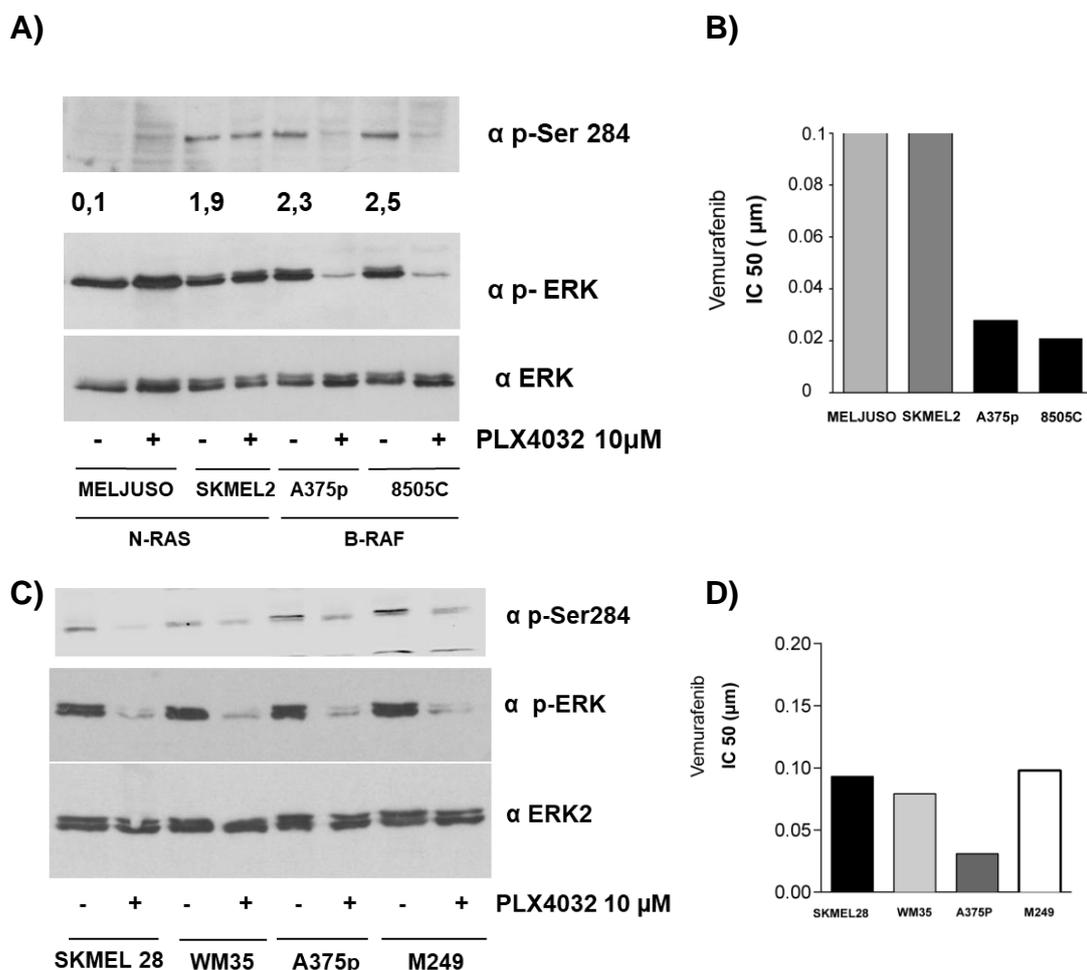 A)
α p-Ser 284
0,1 1,9 2,3 2,5
α p- ERK
α ERK
- + - + - + - + PLX4032 10µM
MELJUSO SKMEL2 A375p 8505C
N-RAS B-RAF
B)
Vemurafenib
IC 50 ( µm)
0.1
0.08
0.06
0.04
0.02
0
MELJUSO SKMEL2 A375p 8505C
C)
α p-Ser284
α p-ERK
α ERK2
- + - + - + - + PLX4032 10 µM
SKMEL 28 WM35 A375p M249
D)
Vemurafenib
IC 50 (µm)
0.20
0.15
0.10
0.05
0.00
SKMEL28 WM35 A375P M249